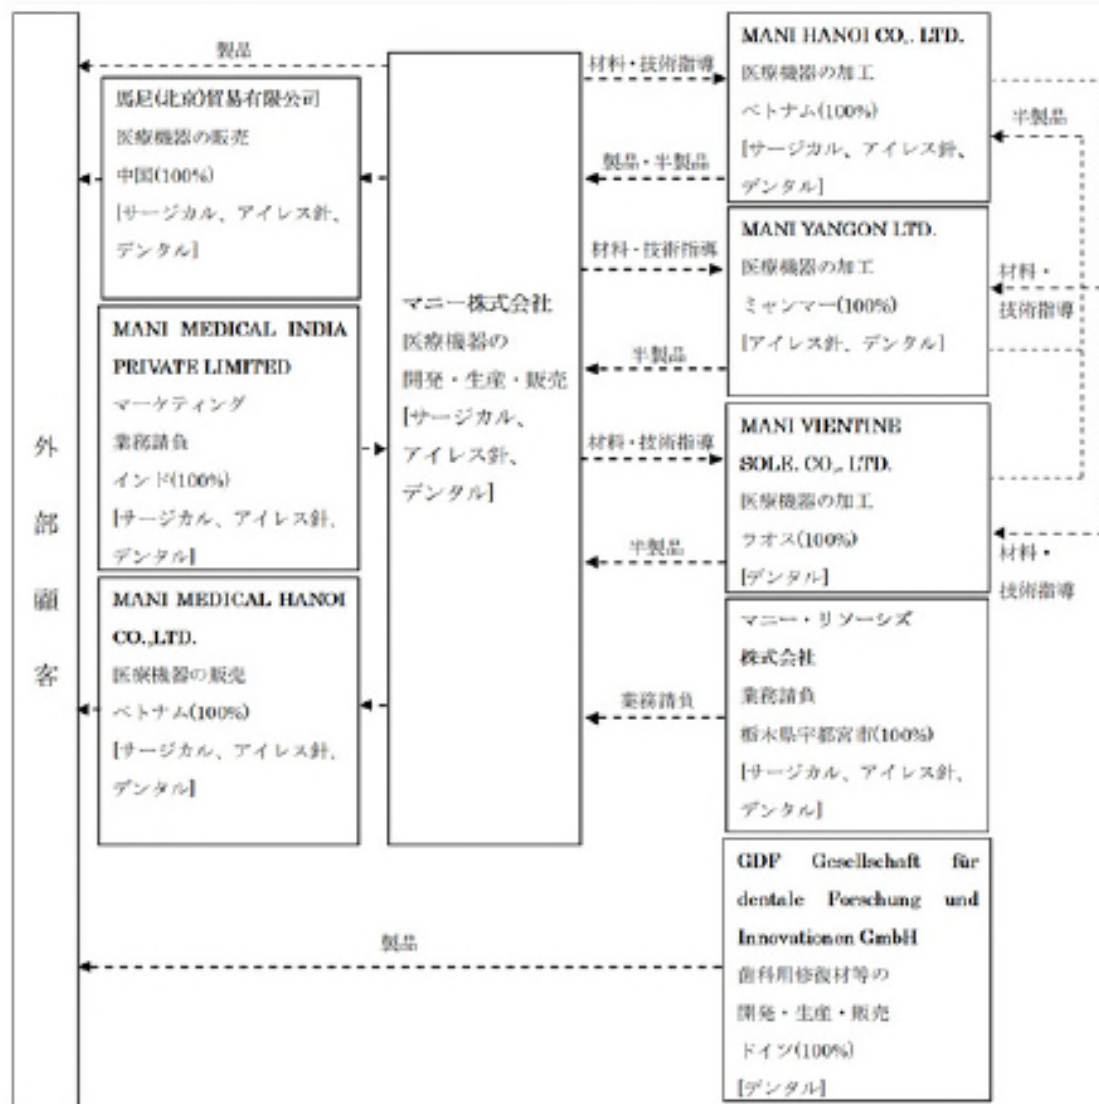 外部顧客
製品
馬尼(北京)貿易有限公司
医療機器の販売
中国(100%)
[サージカル、アイレス針、
デンタル]
MANI MEDICAL INDIA
PRIVATE LIMITED
マーケティング
業務請負
インド(100%)
[サージカル、アイレス針、
デンタル]
MANI MEDICAL HANOI
CO.,LTD.
医療機器の販売
ベトナム(100%)
[サージカル、アイレス針、
デンタル]
マニー株式会社
医療機器の
開発・生産・販売
[サージカル、
アイレス針、
デンタル]
材料・技術指導
製品・半製品
材料・技術指導
半製品
材料・技術指導
半製品
業務請負
製品
MANI HANOI CO,. LTD.
医療機器の加工
ベトナム(100%)
[サージカル、アイレス針、
デンタル]
MANI YANGON LTD.
医療機器の加工
ミャンマー(100%)
[アイレス針、デンタル]
MANI VIENTINE
SOLE. CO,. LTD.
医療機器の加工
ラオス(100%)
[デンタル]
マニー・リソーシズ
株式会社
業務請負
栃木県宇都宮市(100%)
[サージカル、アイレス針、
デンタル]
GDF Gesellschaft für
dentale Forschung und
Innovationen GmbH
歯科用修復材等の
開発・生産・販売
ドイツ(100%)
[デンタル]
半製品
材料・
技術指導
材料・
技術指導